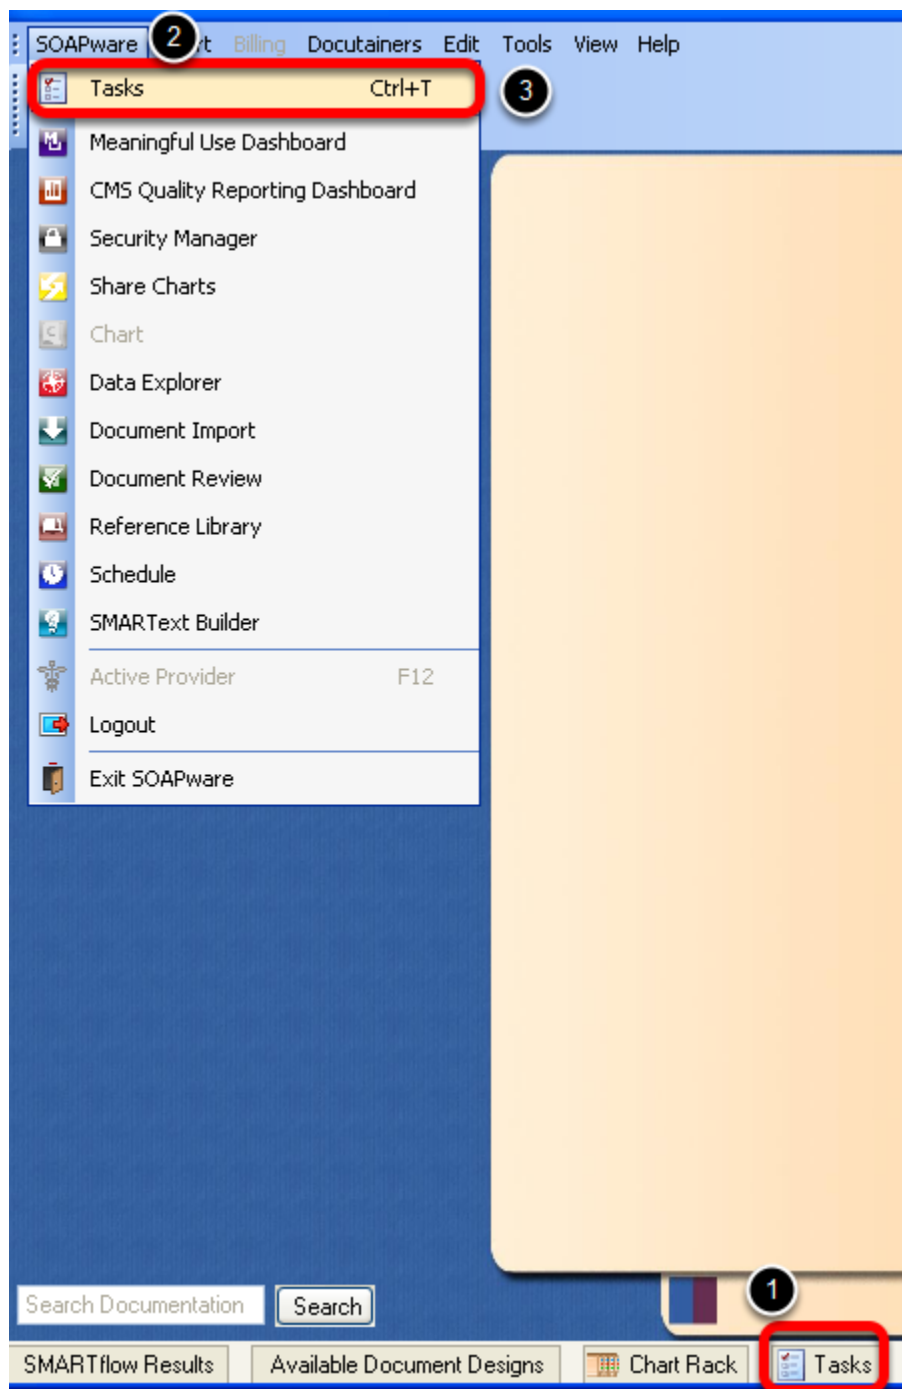 SOAPware 2 rt Billing Docutainers Edit Tools View Help
Tasks Ctrl+T 3
Meaningful Use Dashboard
CMS Quality Reporting Dashboard
Security Manager
Share Charts
Chart
Data Explorer
Document Import
Document Review
Reference Library
Schedule
SMARText Builder
Active Provider F12
Logout
Exit SOAPware
1
Search Documentation Search
SMARTflow Results Available Document Designs Chart Rack Tasks